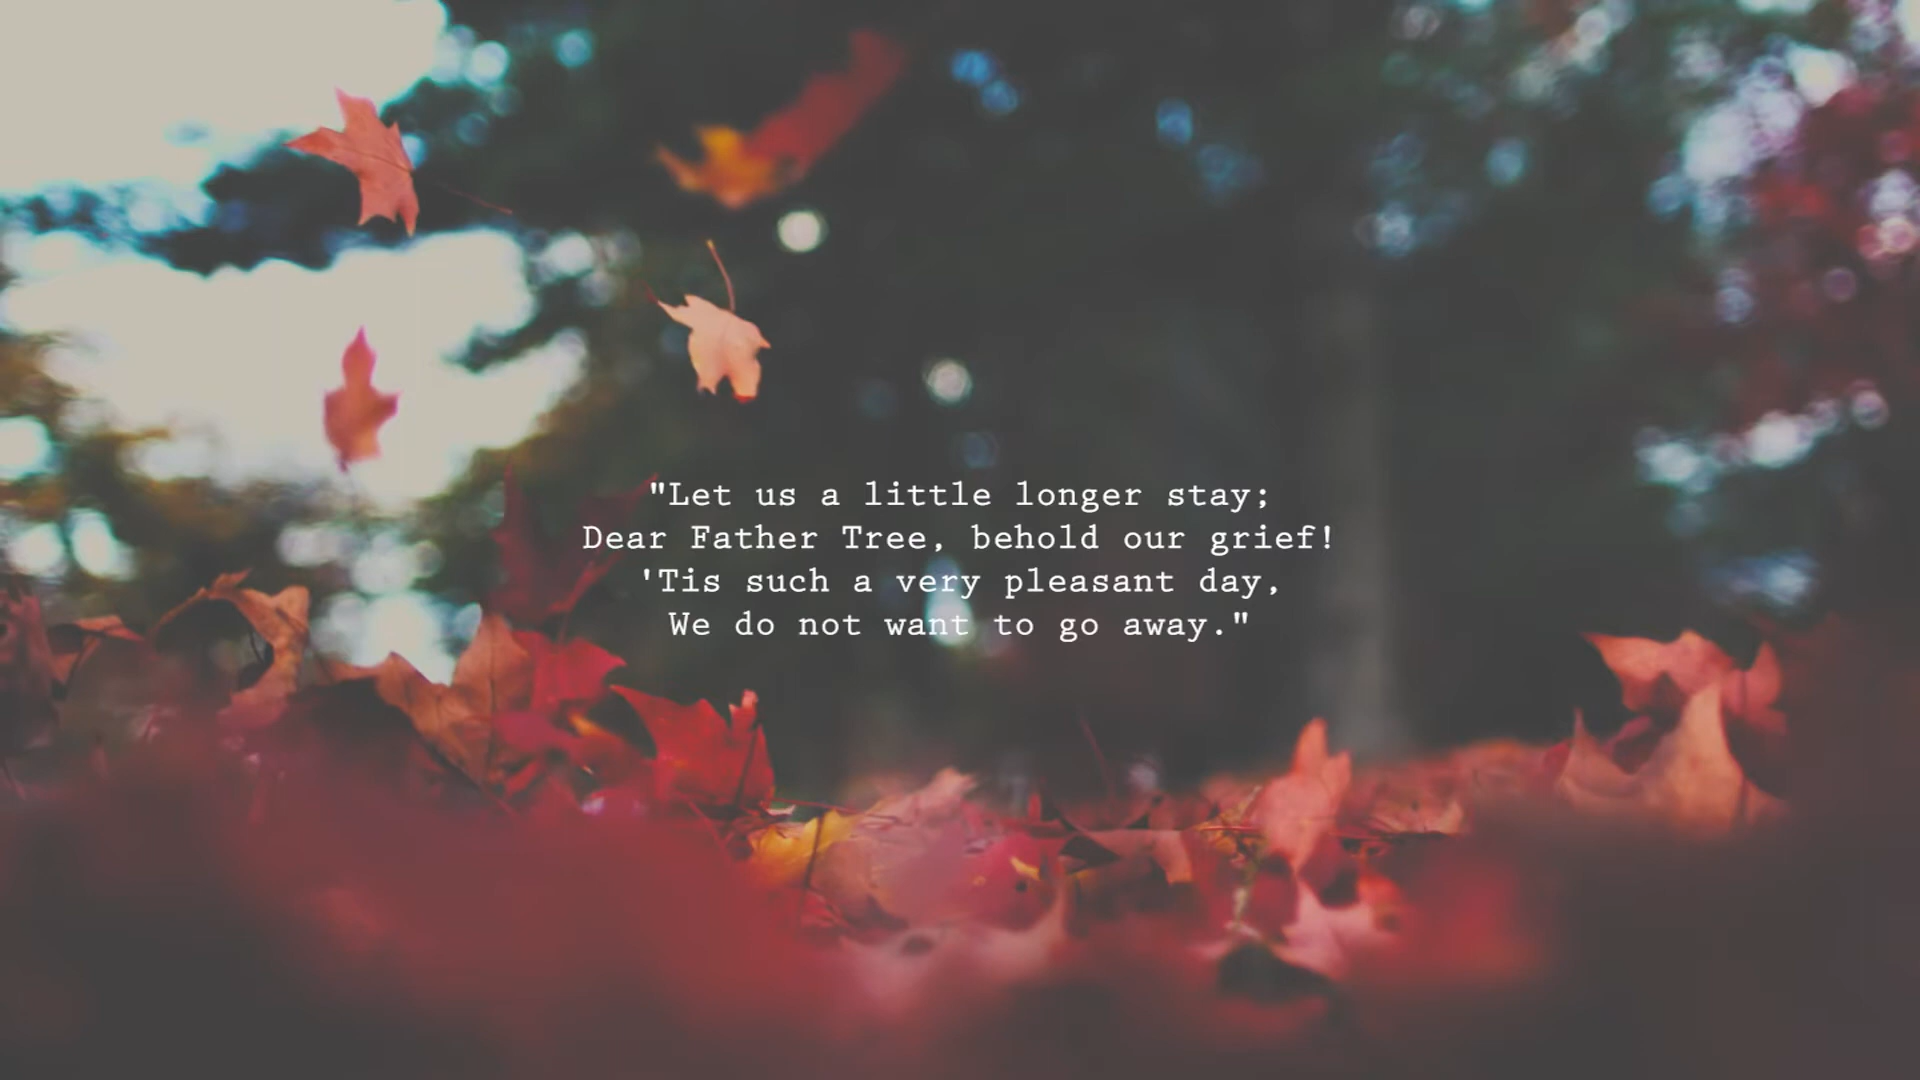 "Let us a little longer stay;
Dear Father Tree, behold our grief!
'Tis such a very pleasant day,
We do not want to go away."